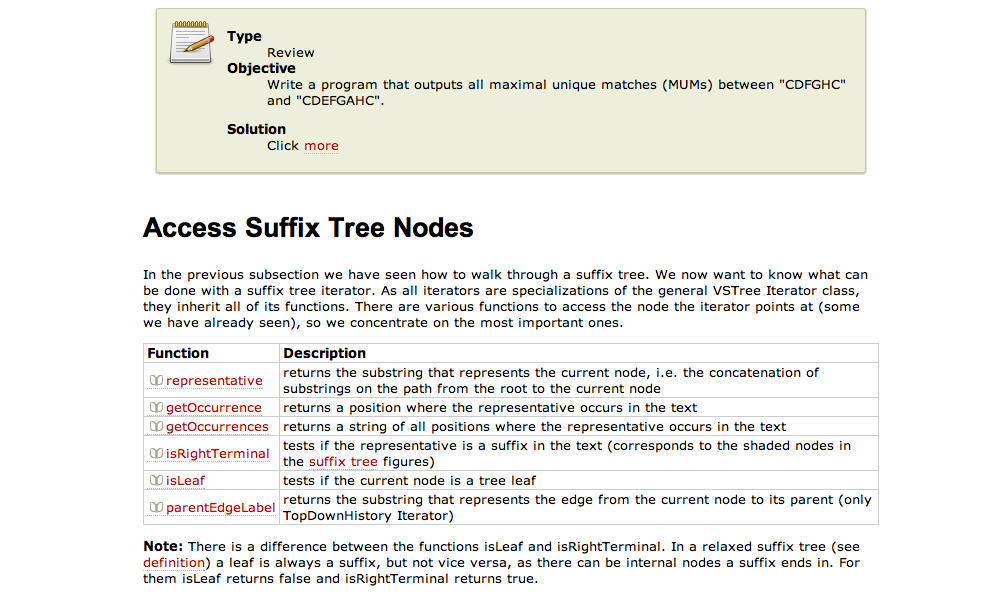 Type
Review
Objective
Write a program that outputs all maximal unique matches (MUMs) between "CDFGHC"
and "CDEFGAHC".
Solution
Click more
Access Suffix Tree Nodes
In the previous subsection we have seen how to walk through a suffix tree. We now want to know what can
be done with a suffix tree iterator. As all iterators are specializations of the general VSTree Iterator class,
they inherit all of its functions. There are various functions to access the node the iterator points at (some
we have already seen), so we concentrate on the most important ones.
Function Description
representative returns the substring that represents the current node, i.e. the concatenation of
substrings on the path from the root to the current node
getOccurrence returns a position where the representative occurs in the text
getOccurrences returns a string of all positions where the representative occurs in the text
isRightTerminal tests if the representative is a suffix in the text (corresponds to the shaded nodes in
the suffix tree figures)
isLeaf tests if the current node is a tree leaf
parentEdgeLabel returns the substring that represents the edge from the current node to its parent (only
TopDownHistory Iterator)
Note: There is a difference between the functions isLeaf and isRightTerminal. In a relaxed suffix tree (see
definition) a leaf is always a suffix, but not vice versa, as there can be internal nodes a suffix ends in. For
them isLeaf returns false and isRightTerminal returns true.